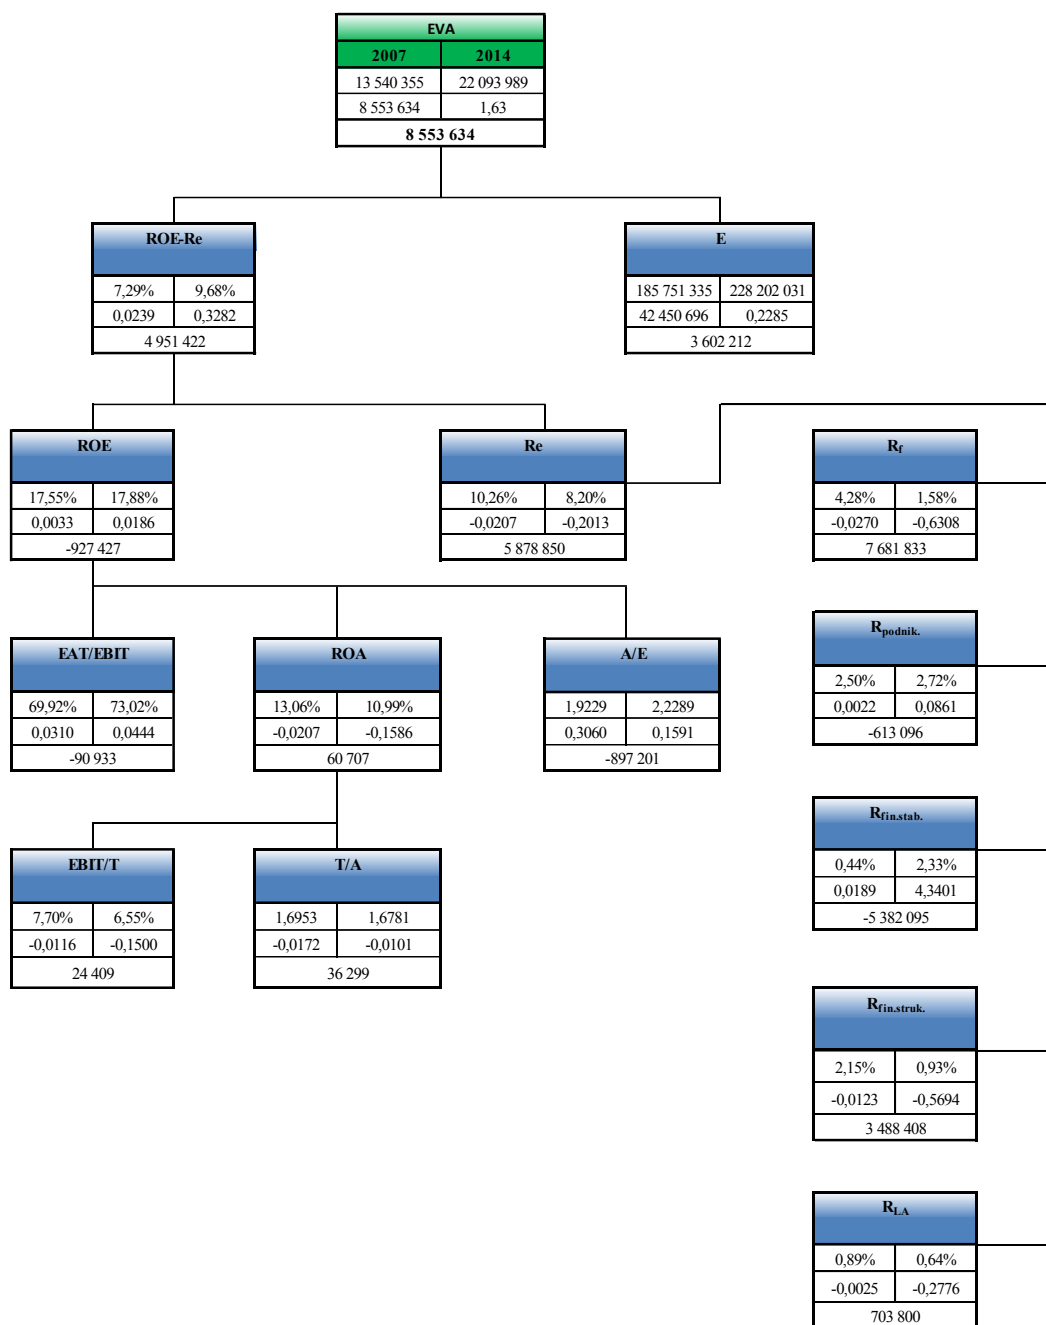 EVA
2007 2014
13 540 355 22 093 989
8 553 634 1,63
8 553 634
ROE-Re
7,29% 9,68%
0,0239 0,3282
4 951 422
E
185 751 335 228 202 031
42 450 696 0,2285
3 602 212
ROE
17,55% 17,88%
0,0033 0,0186
-927 427
Re
10,26% 8,20%
-0,0207 -0,2013
5 878 850
Rf
4,28% 1,58%
-0,0270 -0,6308
7 681 833
EAT/EBIT
69,92% 73,02%
0,0310 0,0444
-90 933
ROA
13,06% 10,99%
-0,0207 -0,1586
60 707
A/E
1,9229 2,2289
0,3060 0,1591
-897 201
Rpodnik.
2,50% 2,72%
0,0022 0,0861
-613 096
EBIT/T
7,70% 6,55%
-0,0116 -0,1500
24 409
T/A
1,6953 1,6781
-0,0172 -0,0101
36 299
Rfin.stab.
0,44% 2,33%
0,0189 4,3401
-5 382 095
Rfin.struk.
2,15% 0,93%
-0,0123 -0,5694
3 488 408
RLA
0,89% 0,64%
-0,0025 -0,2776
703 800